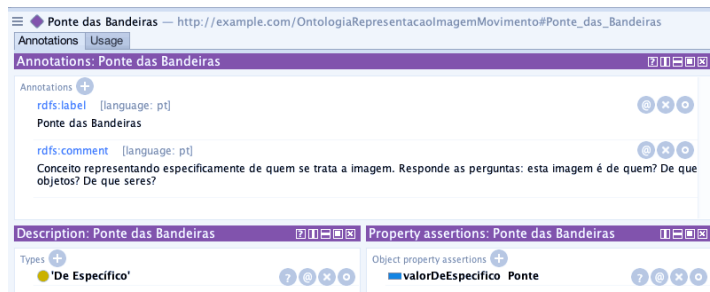 Ponte das Bandeiras — http://example.com/OntologiaRepresentacaoImagemMovimento#Ponte_das_Bandeiras
Annotations Usage
Annotations: Ponte das Bandeiras
Annotations
rdfs:label [language: pt]
Ponte das Bandeiras
rdfs:comment [language: pt]
Conceito representando especificamente de quem se trata a imagem. Responde as perguntas: esta imagem é de quem? De que
objetos? De que seres?
Description: Ponte das Bandeiras
Types
'De Específico'
Property assertions: Ponte das Bandeiras
Object property assertions
valorDeEspecifico Ponte